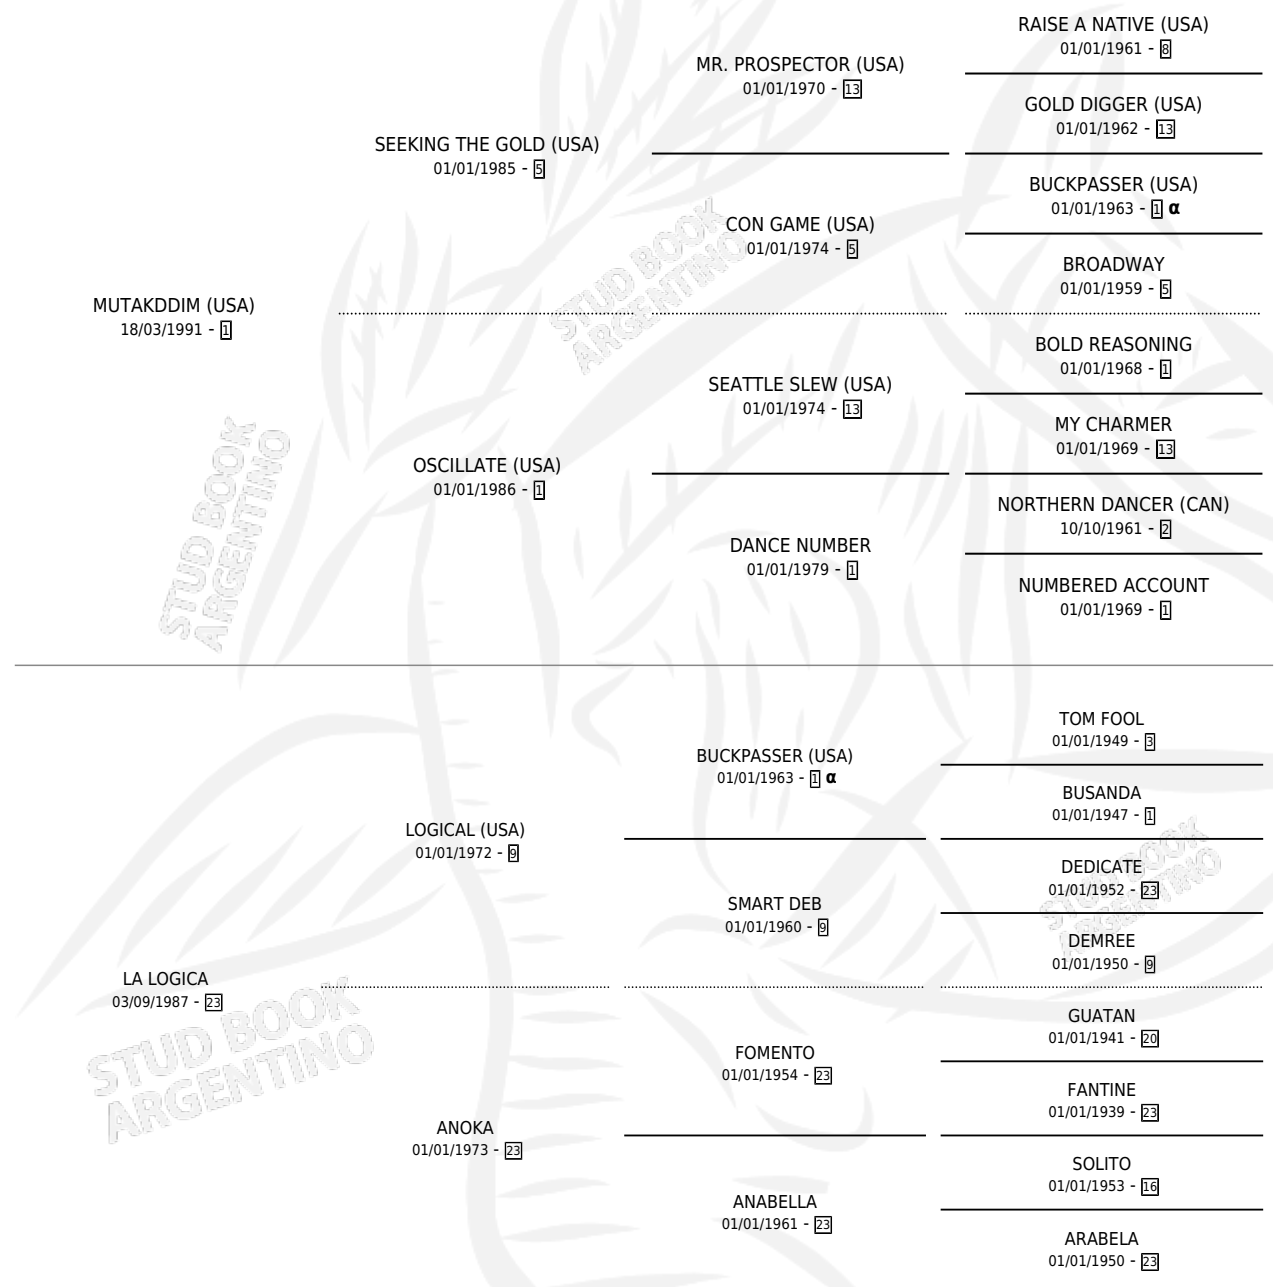 RAISE A NATIVE (USA)
01/01/1961 - 8
MR. PROSPECTOR (USA)
01/01/1970 - 13
GOLD DIGGER (USA)
01/01/1962 - 13
SEEKING THE GOLD (USA)
01/01/1985 - 5
BUCKPASSER (USA)
01/01/1963 - 1 α
CON GAME (USA)
01/01/1974 - 5
BROADWAY
01/01/1959 - 5
MUTAKDDIM (USA)
18/03/1991 - 1
BOLD REASONING
01/01/1968 - 1
SEATTLE SLEW (USA)
01/01/1974 - 13
MY CHARMER
01/01/1969 - 13
OSCILLATE (USA)
01/01/1986 - 1
NORTHERN DANCER (CAN)
10/10/1961 - 2
DANCE NUMBER
01/01/1979 - 1
NUMBERED ACCOUNT
01/01/1969 - 1
TOM FOOL
01/01/1949 - 3
BUCKPASSER (USA)
01/01/1963 - 1 α
BUSANDA
01/01/1947 - 1
LOGICAL (USA)
01/01/1972 - 9
DEDICATE
01/01/1952 - 23
SMART DEB
01/01/1960 - 9
DEMREE
01/01/1950 - 9
LA LOGICA
03/09/1987 - 23
GUATAN
01/01/1941 - 20
FOMENTO
01/01/1954 - 23
FANTINE
01/01/1939 - 23
ANOKA
01/01/1973 - 23
SOLITO
01/01/1953 - 16
ANABELLA
01/01/1961 - 23
ARABELA
01/01/1950 - 23
STUD BOOK
ARGENTINO
STUD BOOK
ARGENTINO
STUD BOOK
ARGENTINO
STUD BOOK
ARGENTINO